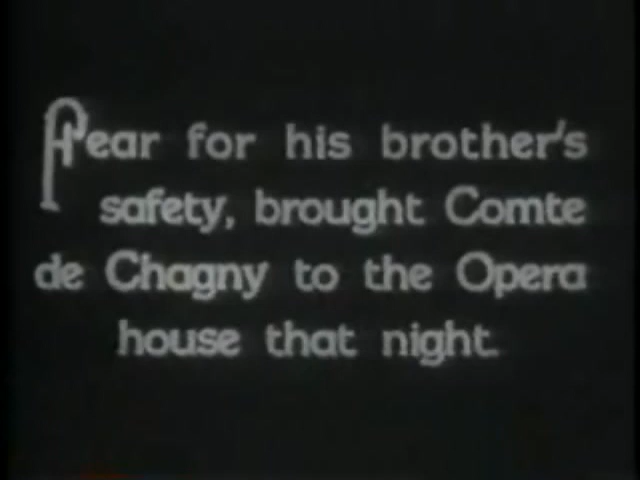 Fear for his brother's
safety, brought Comte
de Chagny to the Opera
house that night.